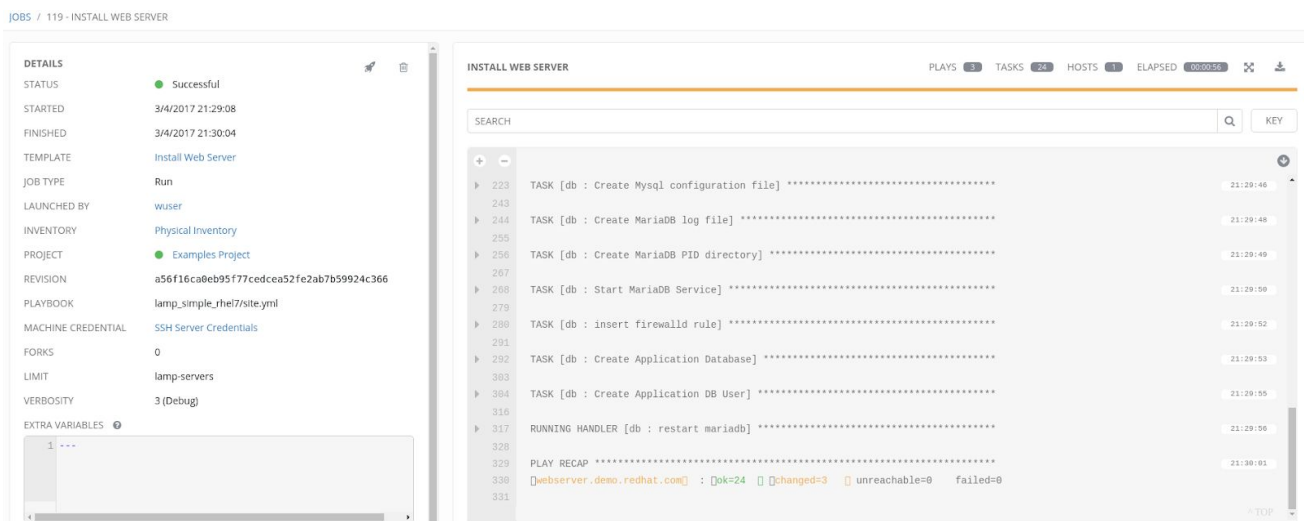 JOBS / 119 - INSTALL WEB SERVER
DETAILS
STATUS Successful
STARTED 3/4/2017 21:29:08
FINISHED 3/4/2017 21:30:04
TEMPLATE Install Web Server
JOB TYPE Run
LAUNCHED BY wuser
INVENTORY Physical Inventory
PROJECT Examples Project
REVISION a56f16ca0eb95f77cedcea52fe2ab7b59924c366
PLAYBOOK lamp_simple_rhel7/site.yml
MACHINE CREDENTIAL SSH Server Credentials
FORKS 0
LIMIT lamp-servers
VERBOSITY 3 (Debug)
EXTRA VARIABLES ?
1 ---
INSTALL WEB SERVER PLAYS 3 TASKS 24 HOSTS 1 ELAPSED 00:00:56
SEARCH KEY
223 TASK [db : Create Mysql configuration file] ************************************ 21:29:46
243
244 TASK [db : Create MariaDB log file] ******************************************** 21:29:48
255
256 TASK [db : Create MariaDB PID directory] *************************************** 21:29:49
267
268 TASK [db : Start MariaDB Service] ********************************************** 21:29:50
279
280 TASK [db : insert firewalld rule] ********************************************** 21:29:52
291
292 TASK [db : Create Application Database] **************************************** 21:29:53
303
304 TASK [db : Create Application DB User] ***************************************** 21:29:55
316
317 RUNNING HANDLER [db : restart mariadb] ***************************************** 21:29:56
328
329 PLAY RECAP ********************************************************************* 21:30:01
330 webserver.demo.redhat.com : ok=24 changed=3 unreachable=0 failed=0
331
^ TOP